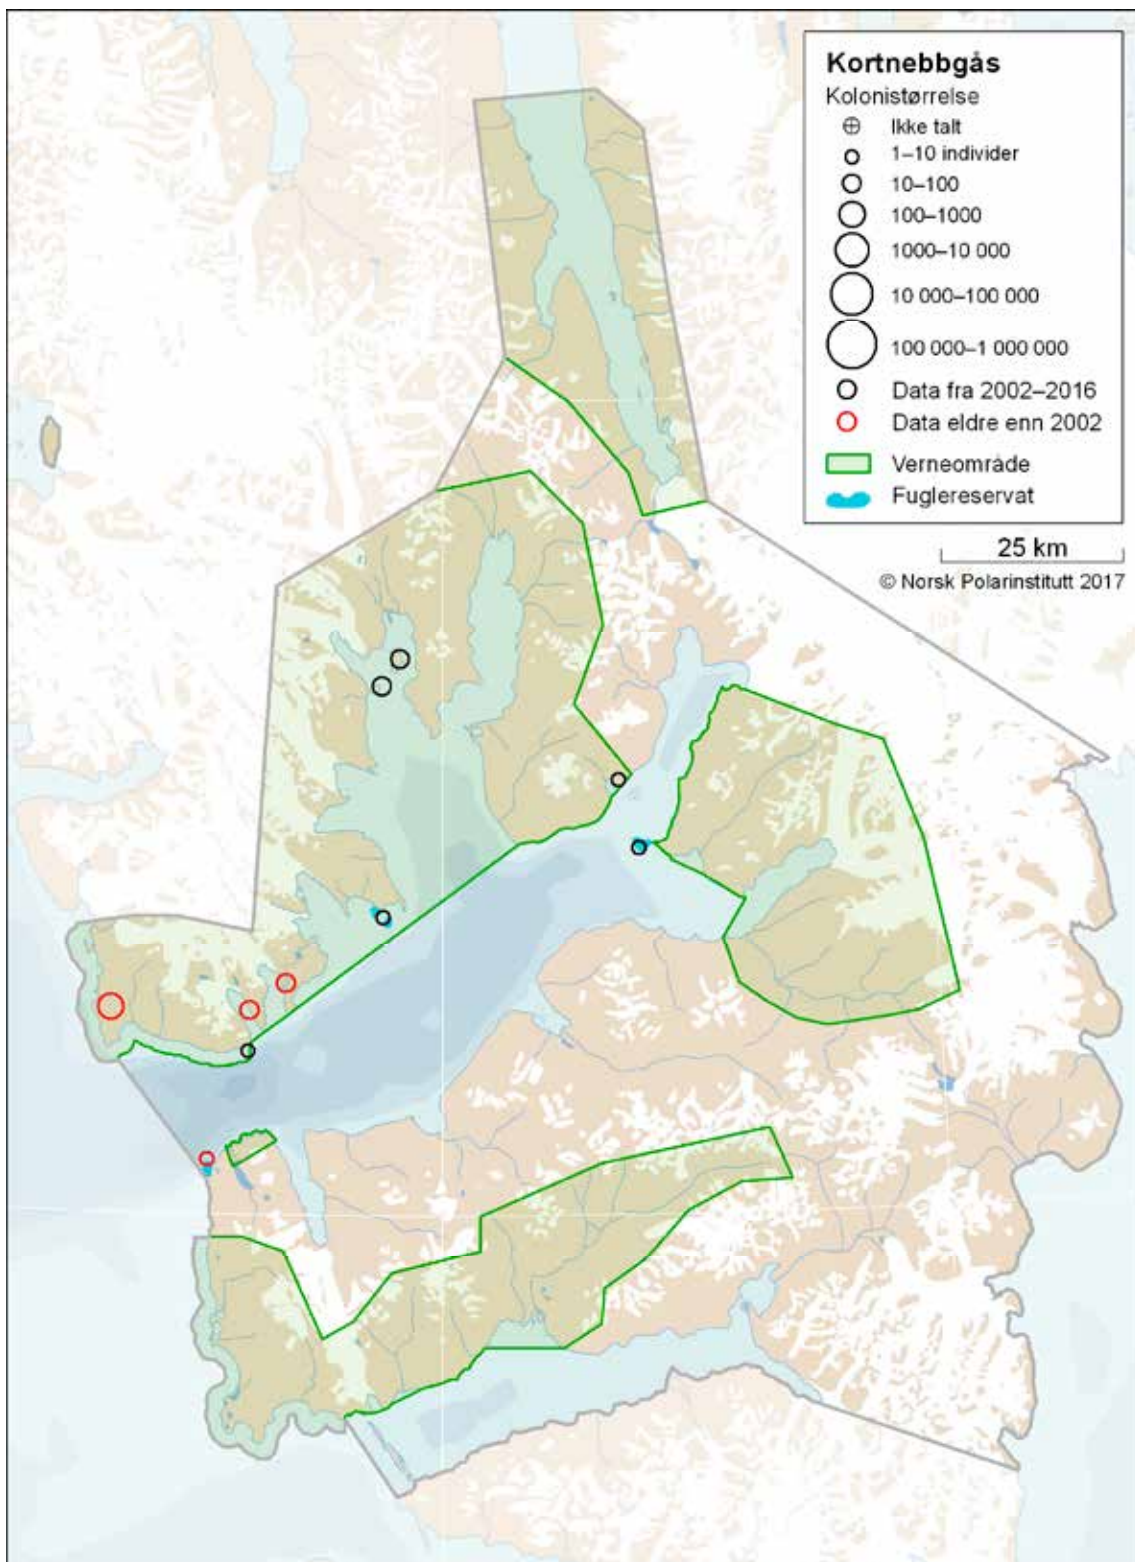 Kortnebbgås
Kolonistørrelse
Ikke talt
1–10 individer
10–100
100–1000
1000–10 000
10 000–100 000
100 000–1 000 000
Data fra 2002–2016
Data eldre enn 2002
Verneområde
Fuglereservat
25 km
© Norsk Polarinstitutt 2017